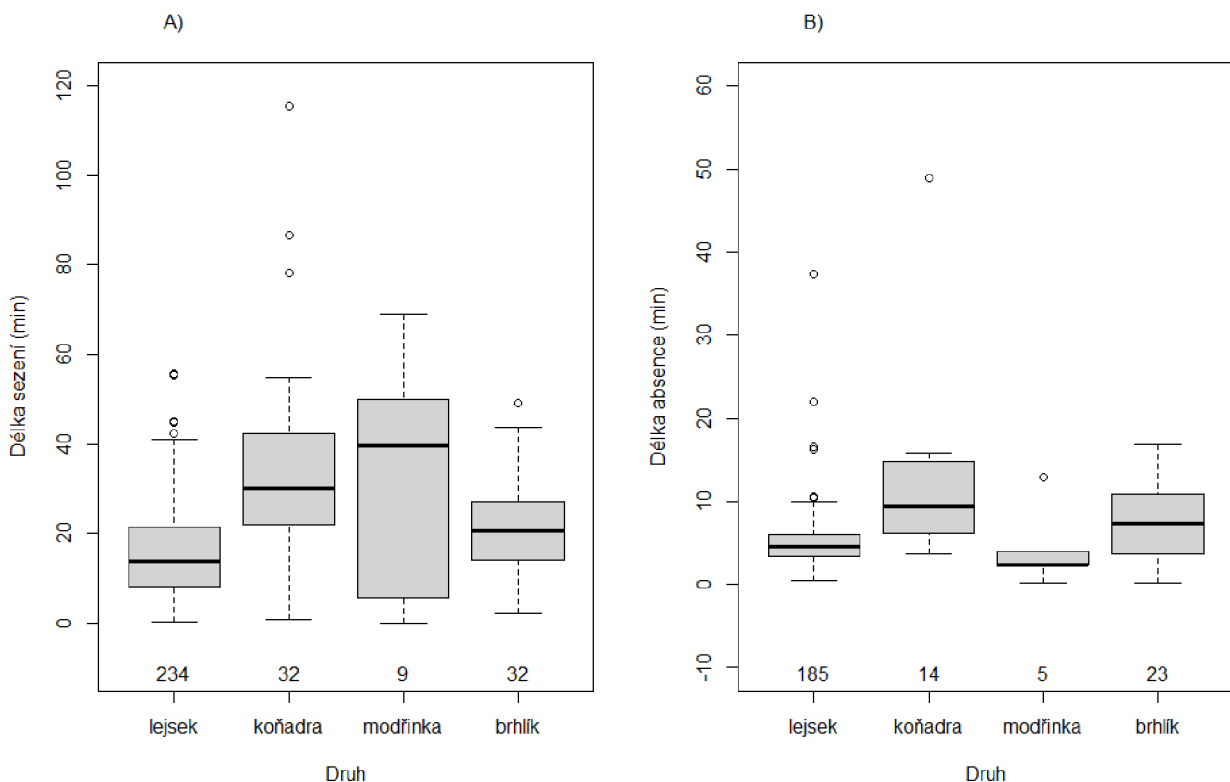 A)
Délka sezení (min)
120
100
80
60
40
20
0
234 32 9 32
lejsek koňadra modřinka brhlík
Druh
B)
Délka absence (min)
60
50
40
30
20
10
0
-10
185 14 5 23
lejsek koňadra modřinka brhlík
Druh